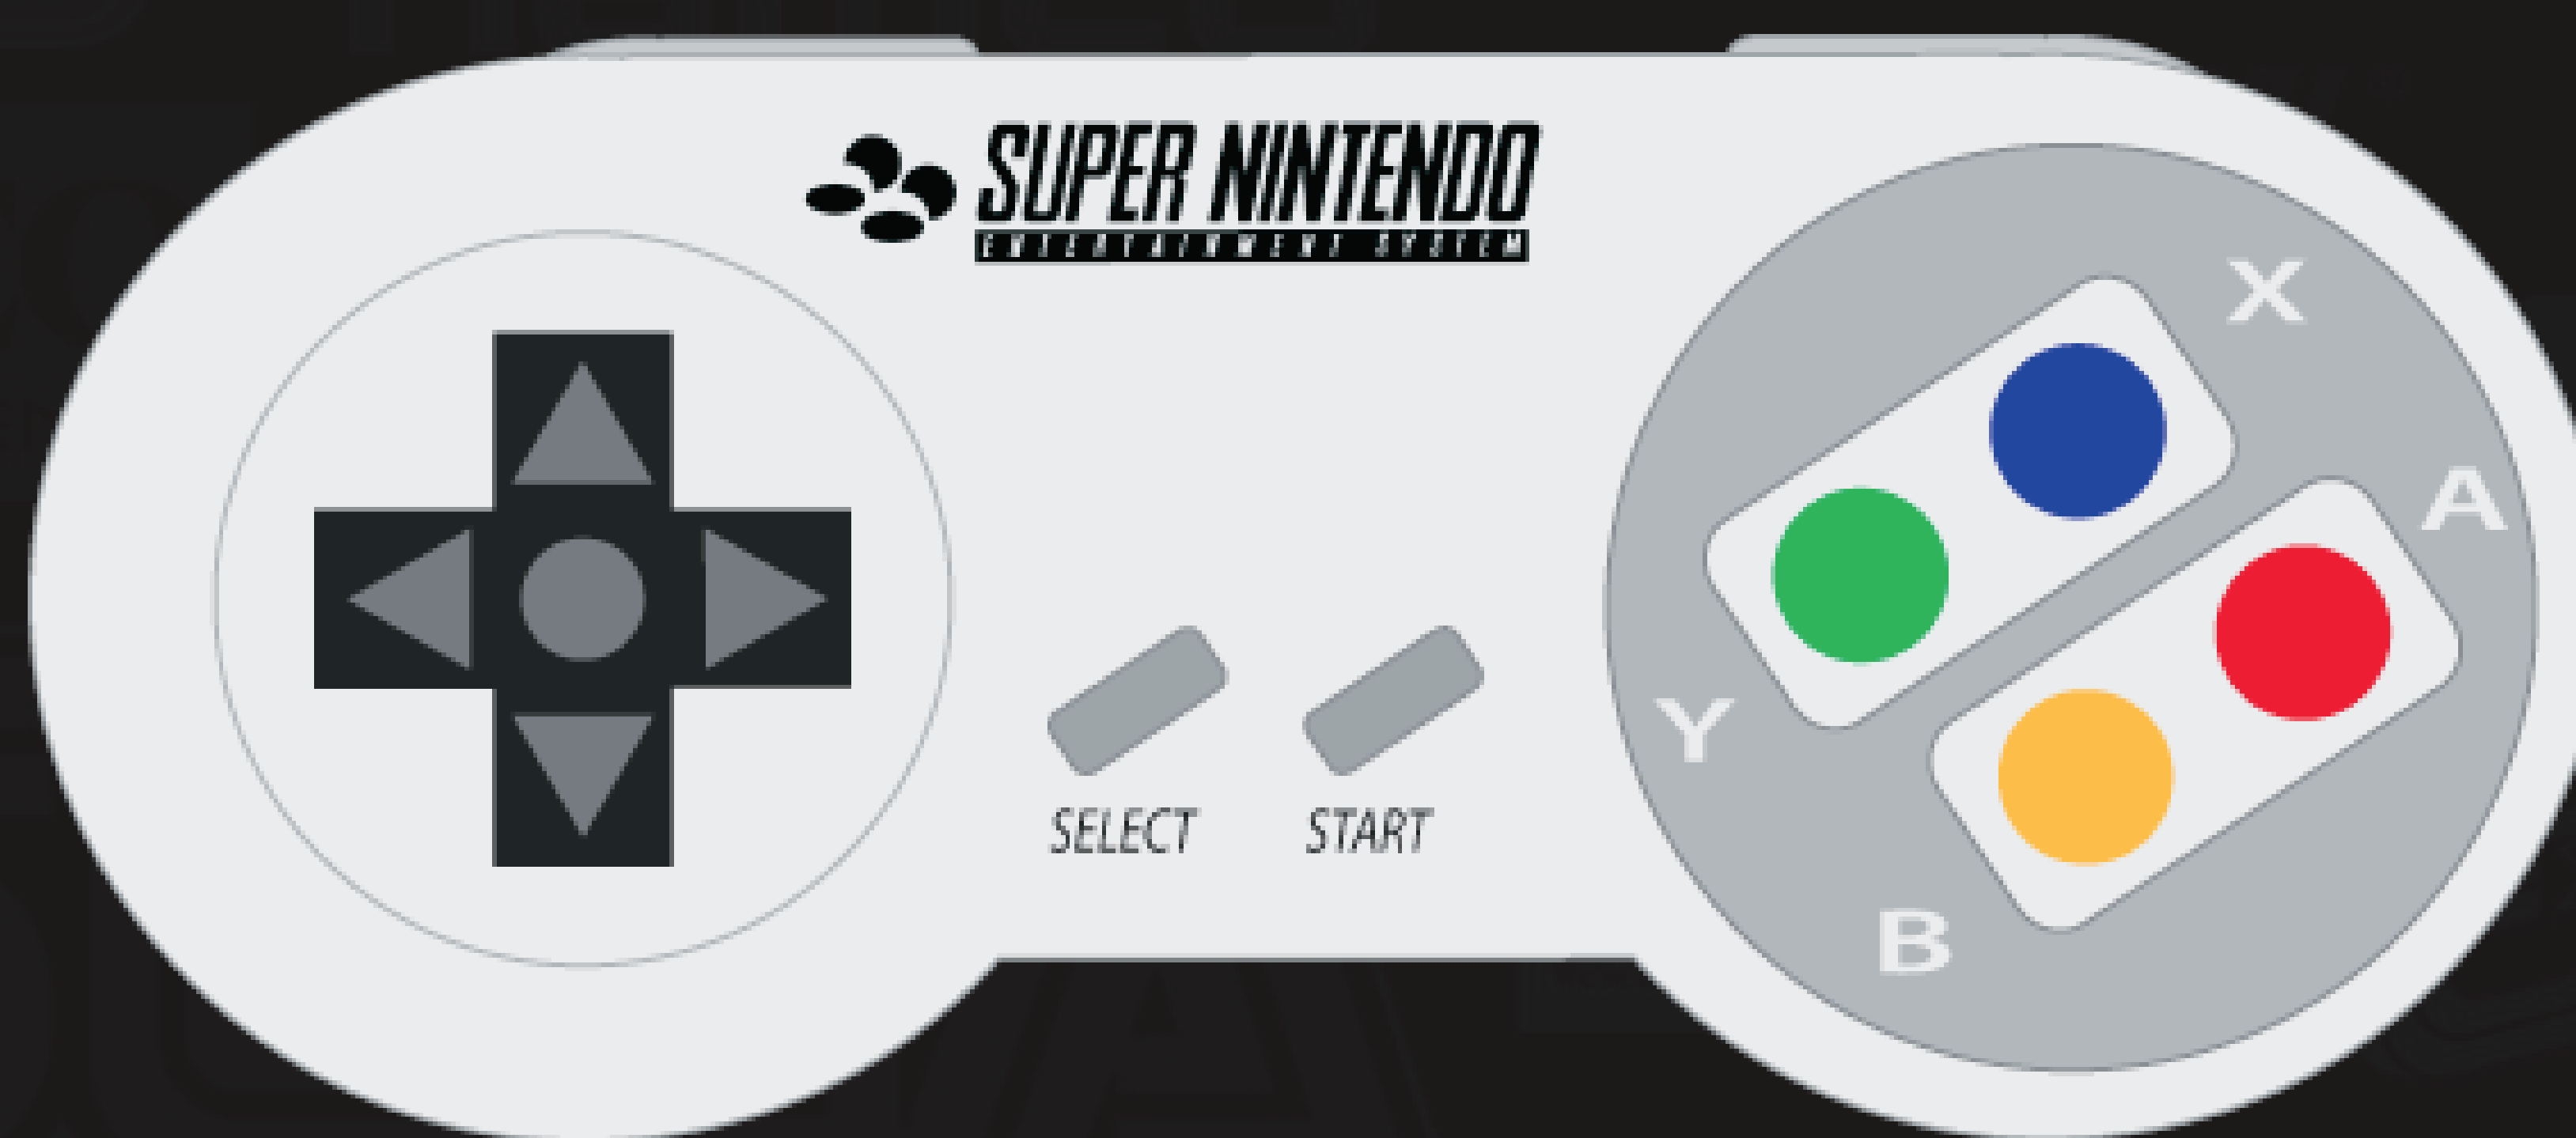 SUPER NINTENDO
ENTERTAINMENT SYSTEM
X
A
Y
B
SELECT START